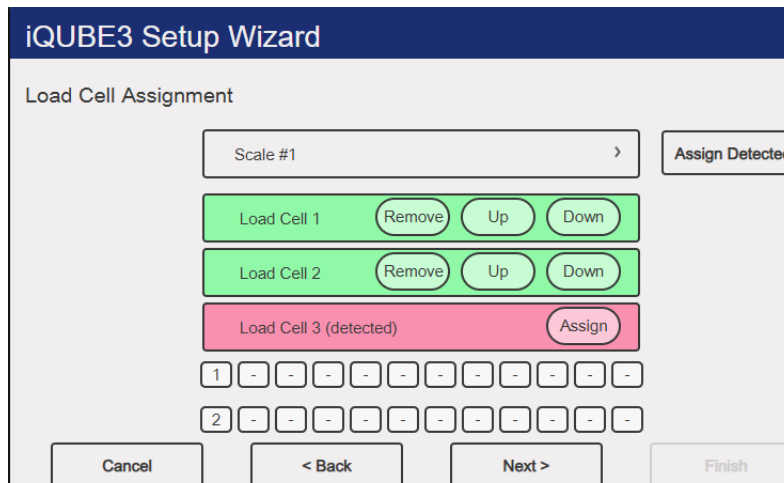 iQUBE3 Setup Wizard
Load Cell Assignment
Scale #1 >
Assign Detected
Load Cell 1 Remove Up Down
Load Cell 2 Remove Up Down
Load Cell 3 (detected) Assign
1 - - - - - - - - - - -
2 - - - - - - - - - - -
Cancel < Back Next > Finish